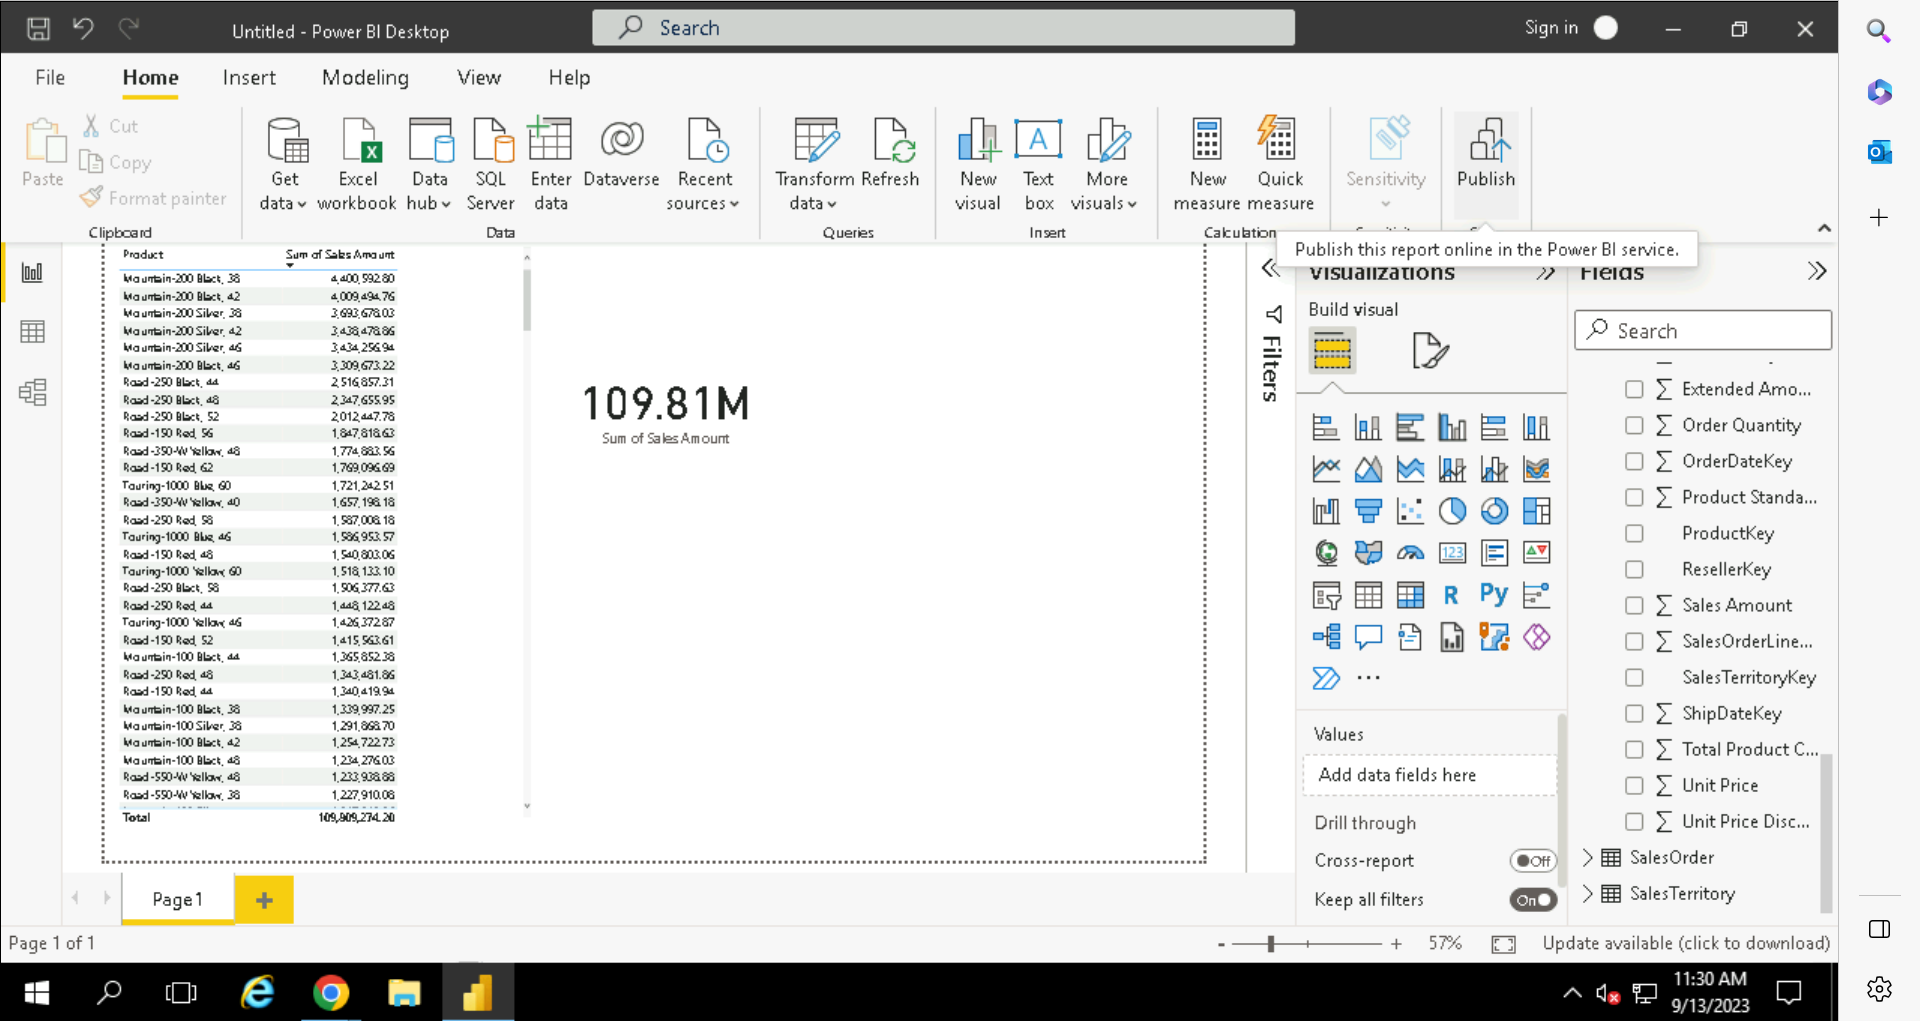 Untitled - Power BI Desktop
Search
Sign in
File
Home
Insert
Modeling
View
Help
Paste
Cut
Copy
Format painter
Clipboard
Get data
Excel workbook
Data hub
SQL Server
Enter data
Dataverse
Recent sources
Data
Transform data
Refresh
Queries
New visual
Text box
More visuals
Insert
New measure
Quick measure
Calculation
Sensitivity
Publish
Publish this report online in the Power BI service.
Product Sum of Sales Amount
Mountain-200 Black, 38 4,400,592.80
Mountain-200 Black, 42 4,009,494.76
Mountain-200 Silver, 38 3,693,678.03
Mountain-200 Silver, 42 3,438,478.86
Mountain-200 Silver, 46 3,434,256.94
Mountain-200 Black, 46 3,309,673.22
Road-250 Black, 44 2,516,857.31
Road-250 Black, 48 2,347,655.95
Road-250 Black, 52 2,012,447.78
Road-150 Red, 56 1,847,818.63
Road-350-W Yellow, 48 1,774,883.56
Road-150 Red, 62 1,769,096.69
Touring-1000 Blue, 60 1,721,242.51
Road-350-W Yellow, 40 1,657,198.18
Road-250 Red, 58 1,587,008.18
Touring-1000 Blue, 46 1,586,953.57
Road-150 Red, 48 1,540,803.06
Touring-1000 Yellow, 60 1,518,133.10
Road-250 Black, 58 1,506,377.63
Road-250 Red, 44 1,448,122.48
Touring-1000 Yellow, 46 1,426,372.87
Road-150 Red, 52 1,415,563.61
Mountain-100 Black, 44 1,365,852.38
Road-250 Red, 48 1,343,481.86
Road-150 Red, 44 1,340,419.94
Mountain-100 Black, 38 1,339,997.25
Mountain-100 Silver, 38 1,291,868.70
Mountain-100 Black, 42 1,254,722.73
Mountain-100 Black, 48 1,234,276.03
Road-550-W Yellow, 48 1,233,938.88
Road-550-W Yellow, 38 1,227,910.08
Total 109,809,274.20
109.81M
Sum of Sales Amount
Filters
Visualizations
Build visual
123
R
Py
Values
Add data fields here
Drill through
Cross-report
Off
Keep all filters
On
Fields
Search
Σ Extended Amo...
Σ Order Quantity
Σ OrderDateKey
Σ Product Standa...
ProductKey
ResellerKey
Σ Sales Amount
Σ SalesOrderLine...
SalesTerritoryKey
Σ ShipDateKey
Σ Total Product C...
Σ Unit Price
Σ Unit Price Disc...
SalesOrder
SalesTerritory
Page 1
+
Page 1 of 1
- + 57%
Update available (click to download)
11:30 AM
9/13/2023